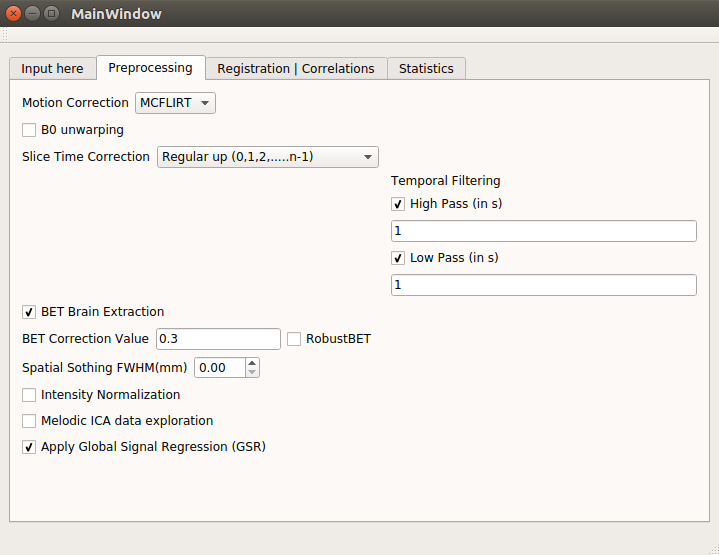 MainWindow
Input here Preprocessing Registration | Correlations Statistics
Motion Correction MCFLIRT
B0 unwarping
Slice Time Correction Regular up (0,1,2,.....n-1)
Temporal Filtering
High Pass (in s)
1
Low Pass (in s)
1
BET Brain Extraction
BET Correction Value 0.3 RobustBET
Spatial Sothing FWHM(mm) 0.00
Intensity Normalization
Melodic ICA data exploration
Apply Global Signal Regression (GSR)